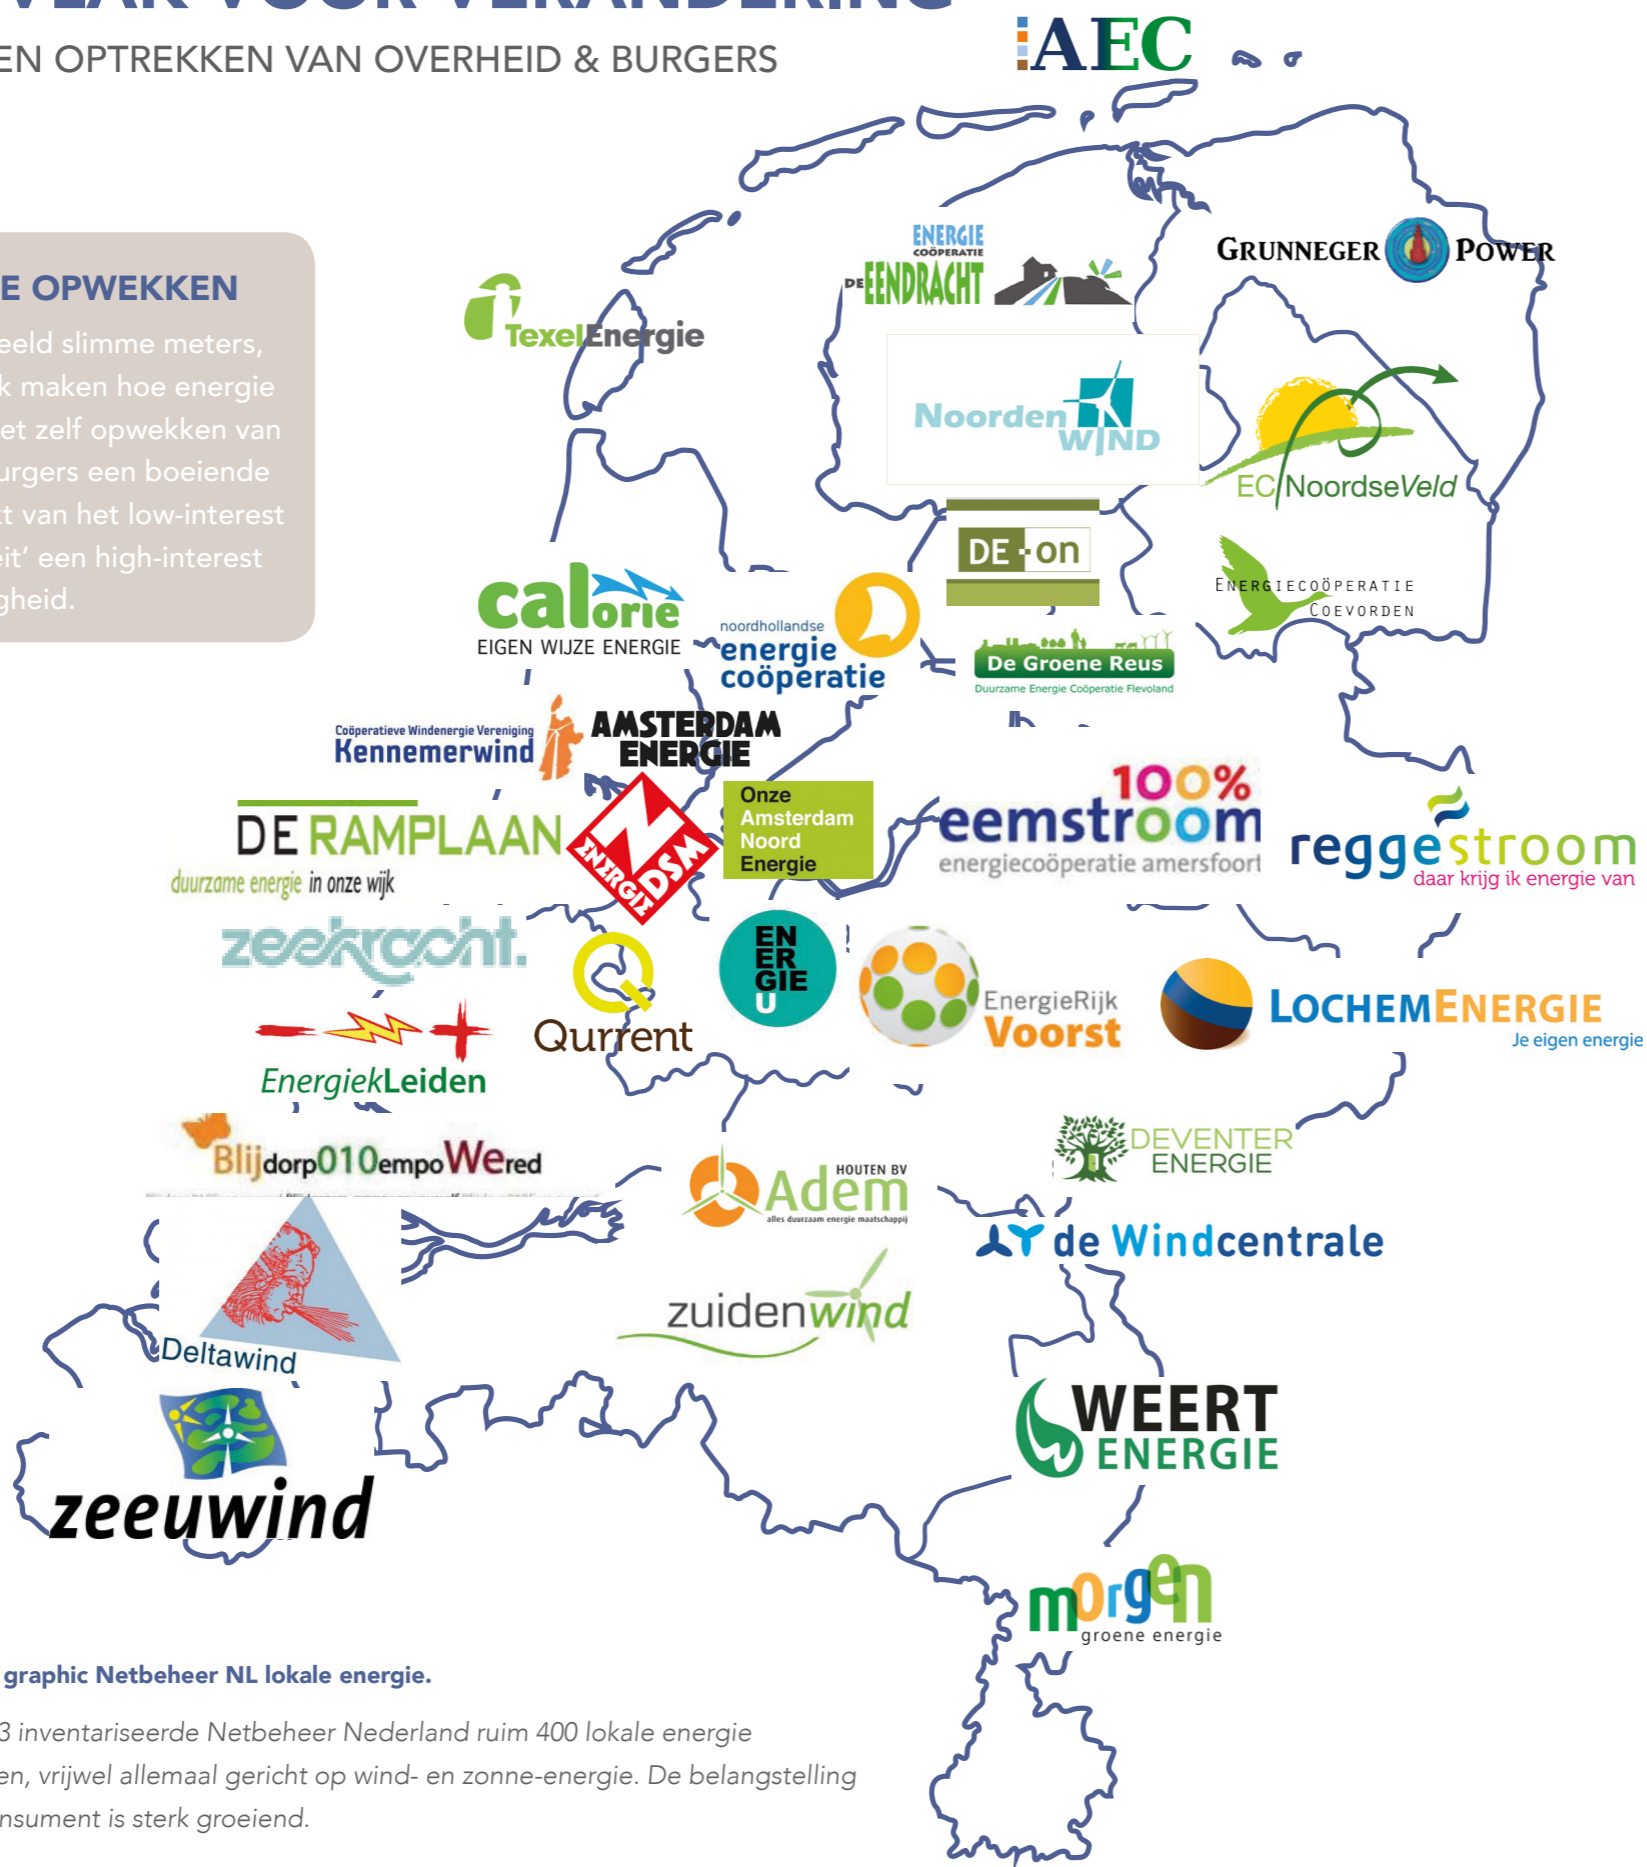 VLAK VOOR VERANDERING
EN OPTREKKEN VAN OVERHEID & BURGERS
AEC
E OPWEKKEN
eeld slimme meters,
k maken hoe energie
et zelf opwekken van
urgers een boeiende
t van het low-interest
eit’ een high-interest
gheid.
ENERGIE
COÖPERATIE
DE EENDRACHT
GRUNNEGER POWER
TexelEnergie
Noorden
WIND
EC NoordseVeld
DE-on
ENERGIECOÖPERATIE
COEVORDEN
calorie
EIGEN WIJZE ENERGIE
noordhollandse
energie
coöperatie
De Groene Reus
Duurzame Energie Coöperatie Flevoland
Coöperatieve Windenergie Vereniging
Kennemerwind
AMSTERDAM
ENERGIE
DE RAMPLAAN
duurzame energie in onze wijk
NDSM
ENERGIE
Onze
Amsterdam
Noord
Energie
100%
eemstroom
energiecoöperatie amersfoort
reggestroom
daar krijg ik energie van
zeekracht.
Qurrent
EN
ER
GIE
U
EnergieRijk
Voorst
LOCHEMENERGIE
Je eigen energie
EnergiekLeiden
Blijdorp010empoWered
HOUTEN BV
Adem
alles duurzaam energie maatschappij
DEVENTER
ENERGIE
de Windcentrale
Deltawind
zuidenwind
zeeuwind
WEERT
ENERGIE
morgen
groene energie
graphic Netbeheer NL lokale energie.
3 inventariseerde Netbeheer Nederland ruim 400 lokale energie
en, vrijwel allemaal gericht op wind- en zonne-energie. De belangstelling
nsument is sterk groeiend.